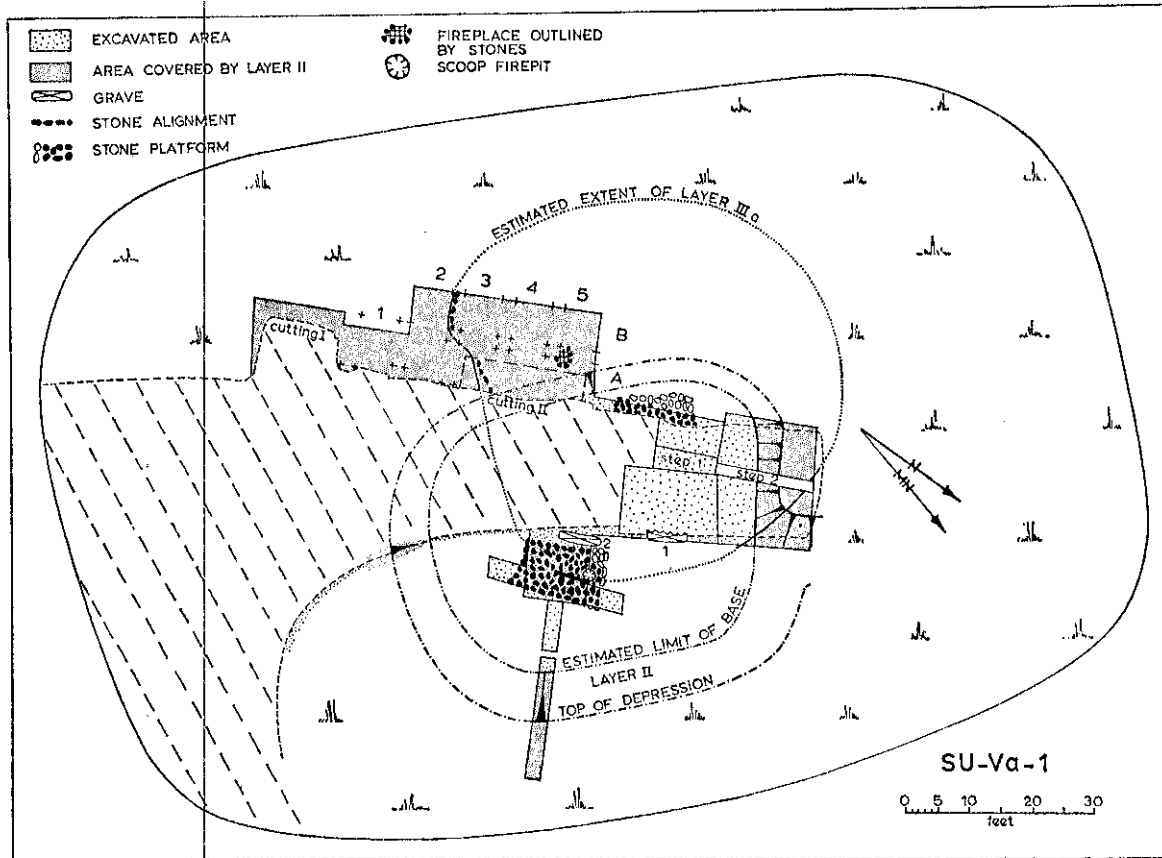 EXCAVATED AREA
AREA COVERED BY LAYER II
GRAVE
STONE ALIGNMENT
STONE PLATFORM
FIREPLACE OUTLINED
BY STONES
SCOOP FIREPIT
ESTIMATED EXTENT OF LAYER III a
2 3 4 5
1
B
A
cutting I
cutting II
step 1
step 2
N
MN
2
1
ESTIMATED LIMIT OF BASE
LAYER II
TOP OF DEPRESSION
SU-Va-1
0 5 10 20 30
feet